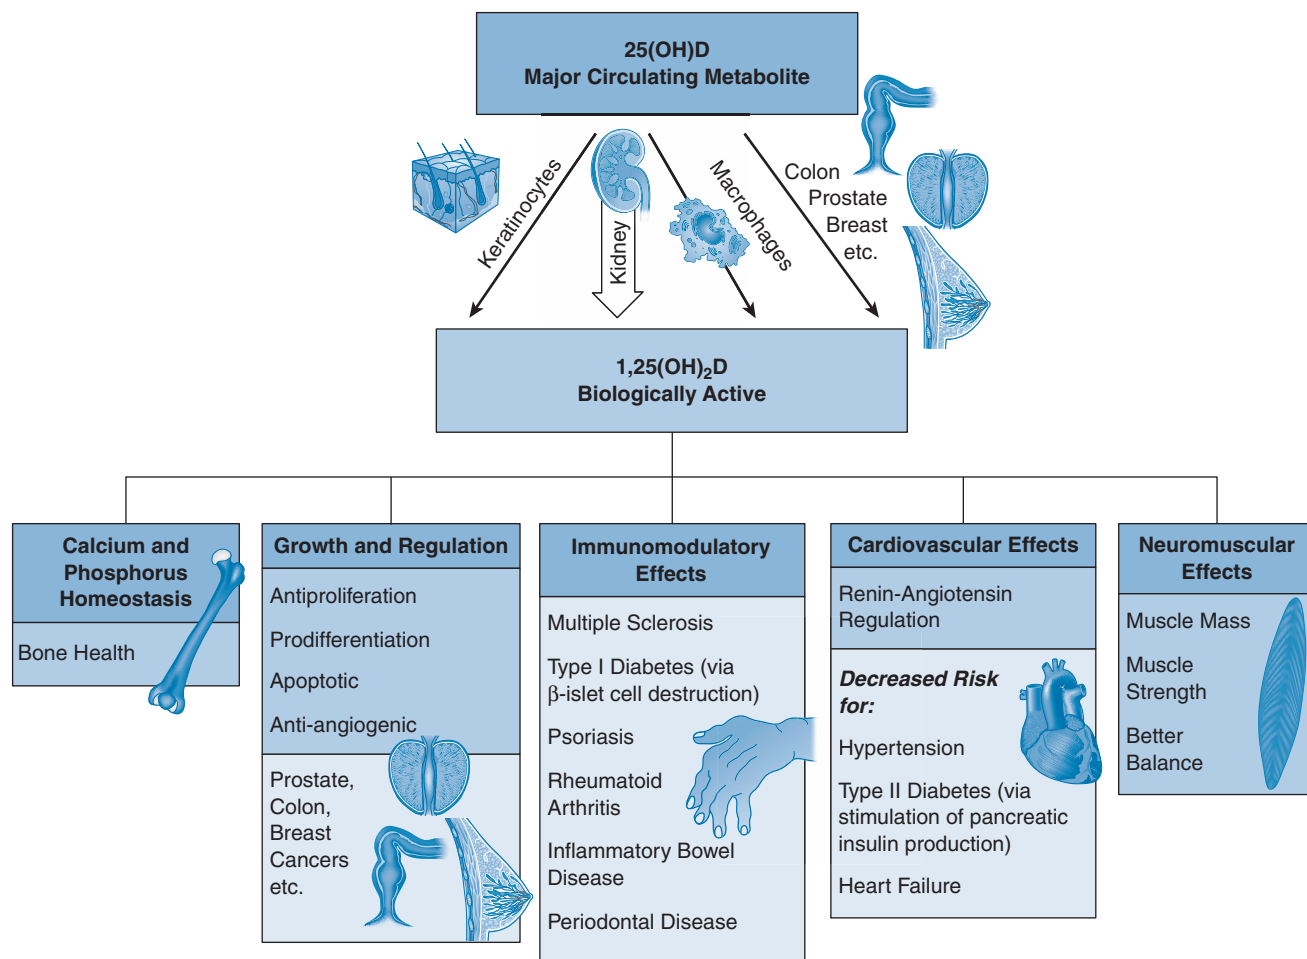 25(OH)D
Major Circulating Metabolite
Keratinocytes
Kidney
Macrophages
Colon
Prostate
Breast
etc.
1,25(OH)₂D
Biologically Active
Calcium and
Phosphorus
Homeostasis
Bone Health
Growth and Regulation
Antiproliferation
Prodifferentiation
Apoptotic
Anti-angiogenic
Prostate,
Colon,
Breast
Cancers
etc.
Immunomodulatory
Effects
Multiple Sclerosis
Type I Diabetes (via
β-islet cell destruction)
Psoriasis
Rheumatoid
Arthritis
Inflammatory Bowel
Disease
Periodontal Disease
Cardiovascular Effects
Renin-Angiotensin
Regulation
Decreased Risk
for:
Hypertension
Type II Diabetes (via
stimulation of pancreatic
insulin production)
Heart Failure
Neuromuscular
Effects
Muscle Mass
Muscle
Strength
Better
Balance